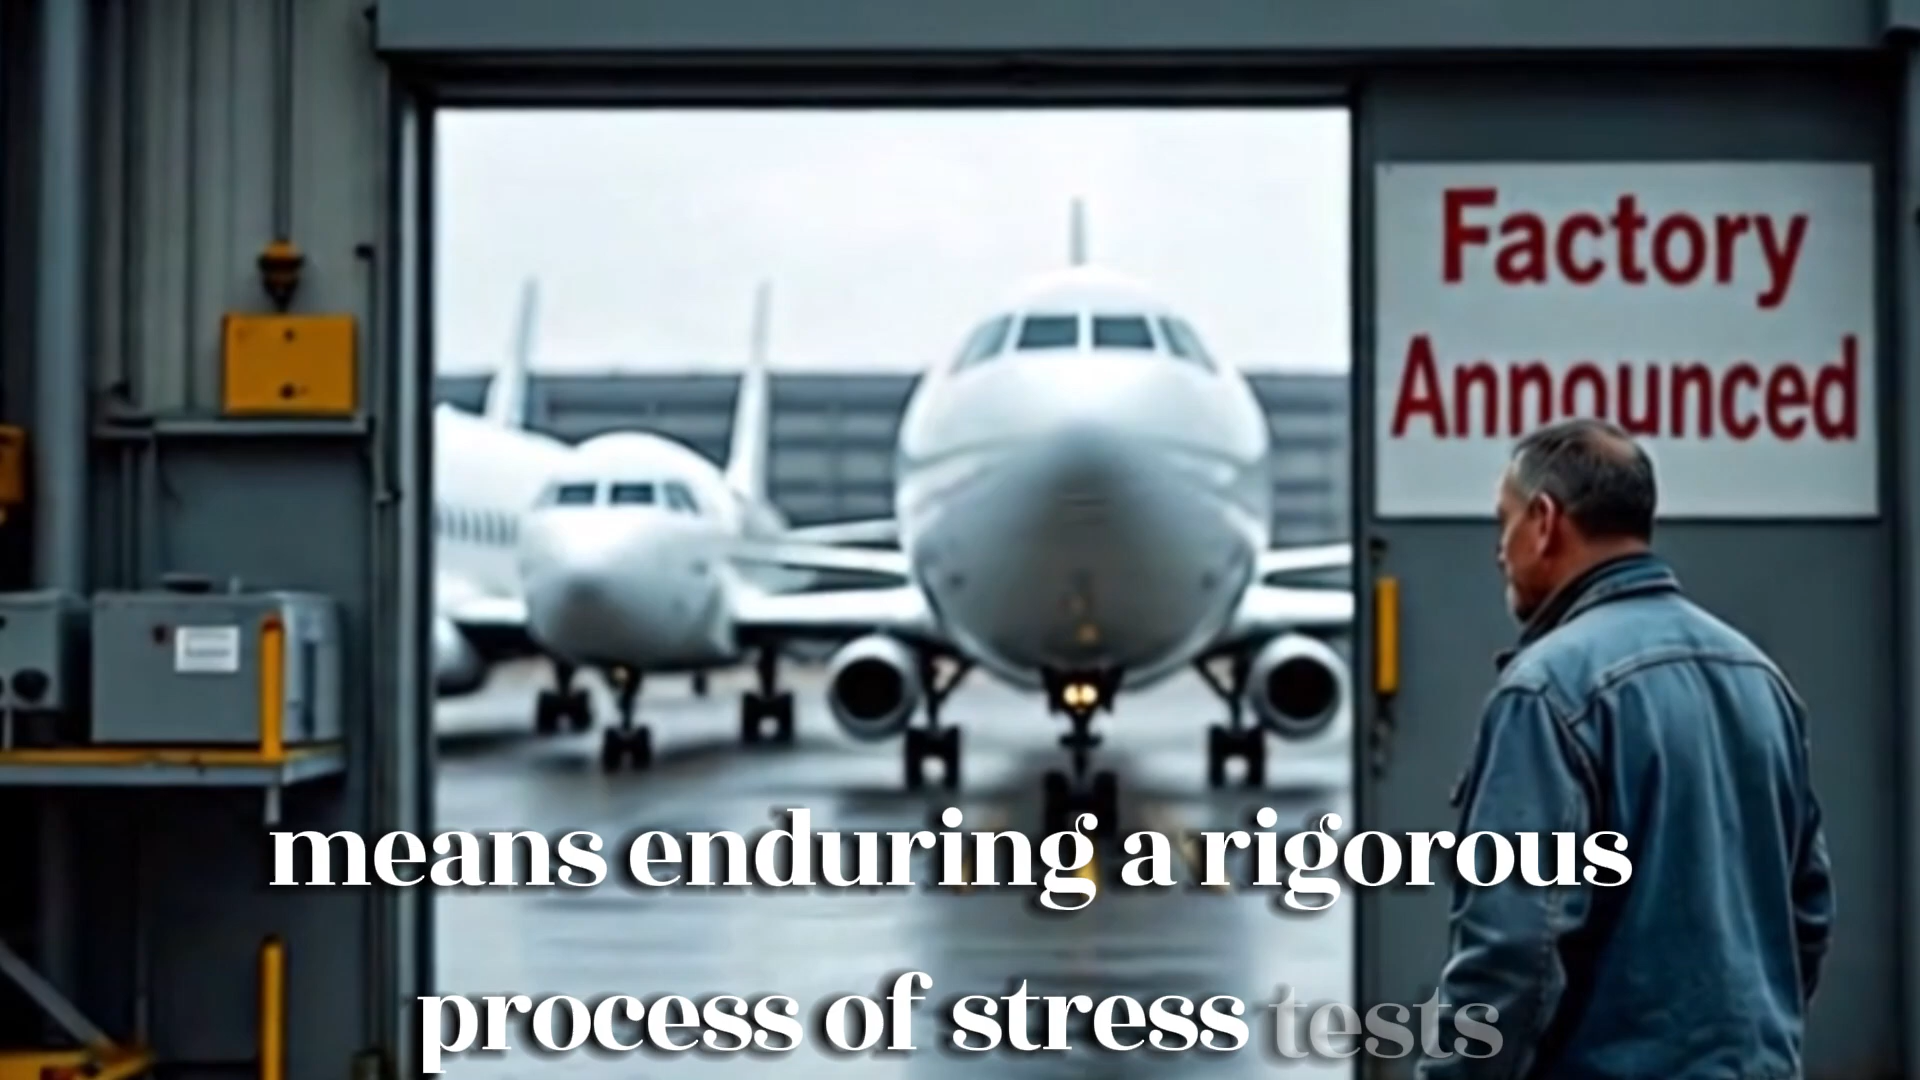 Factory
Announced
means enduring a rigorous
process of stress tests